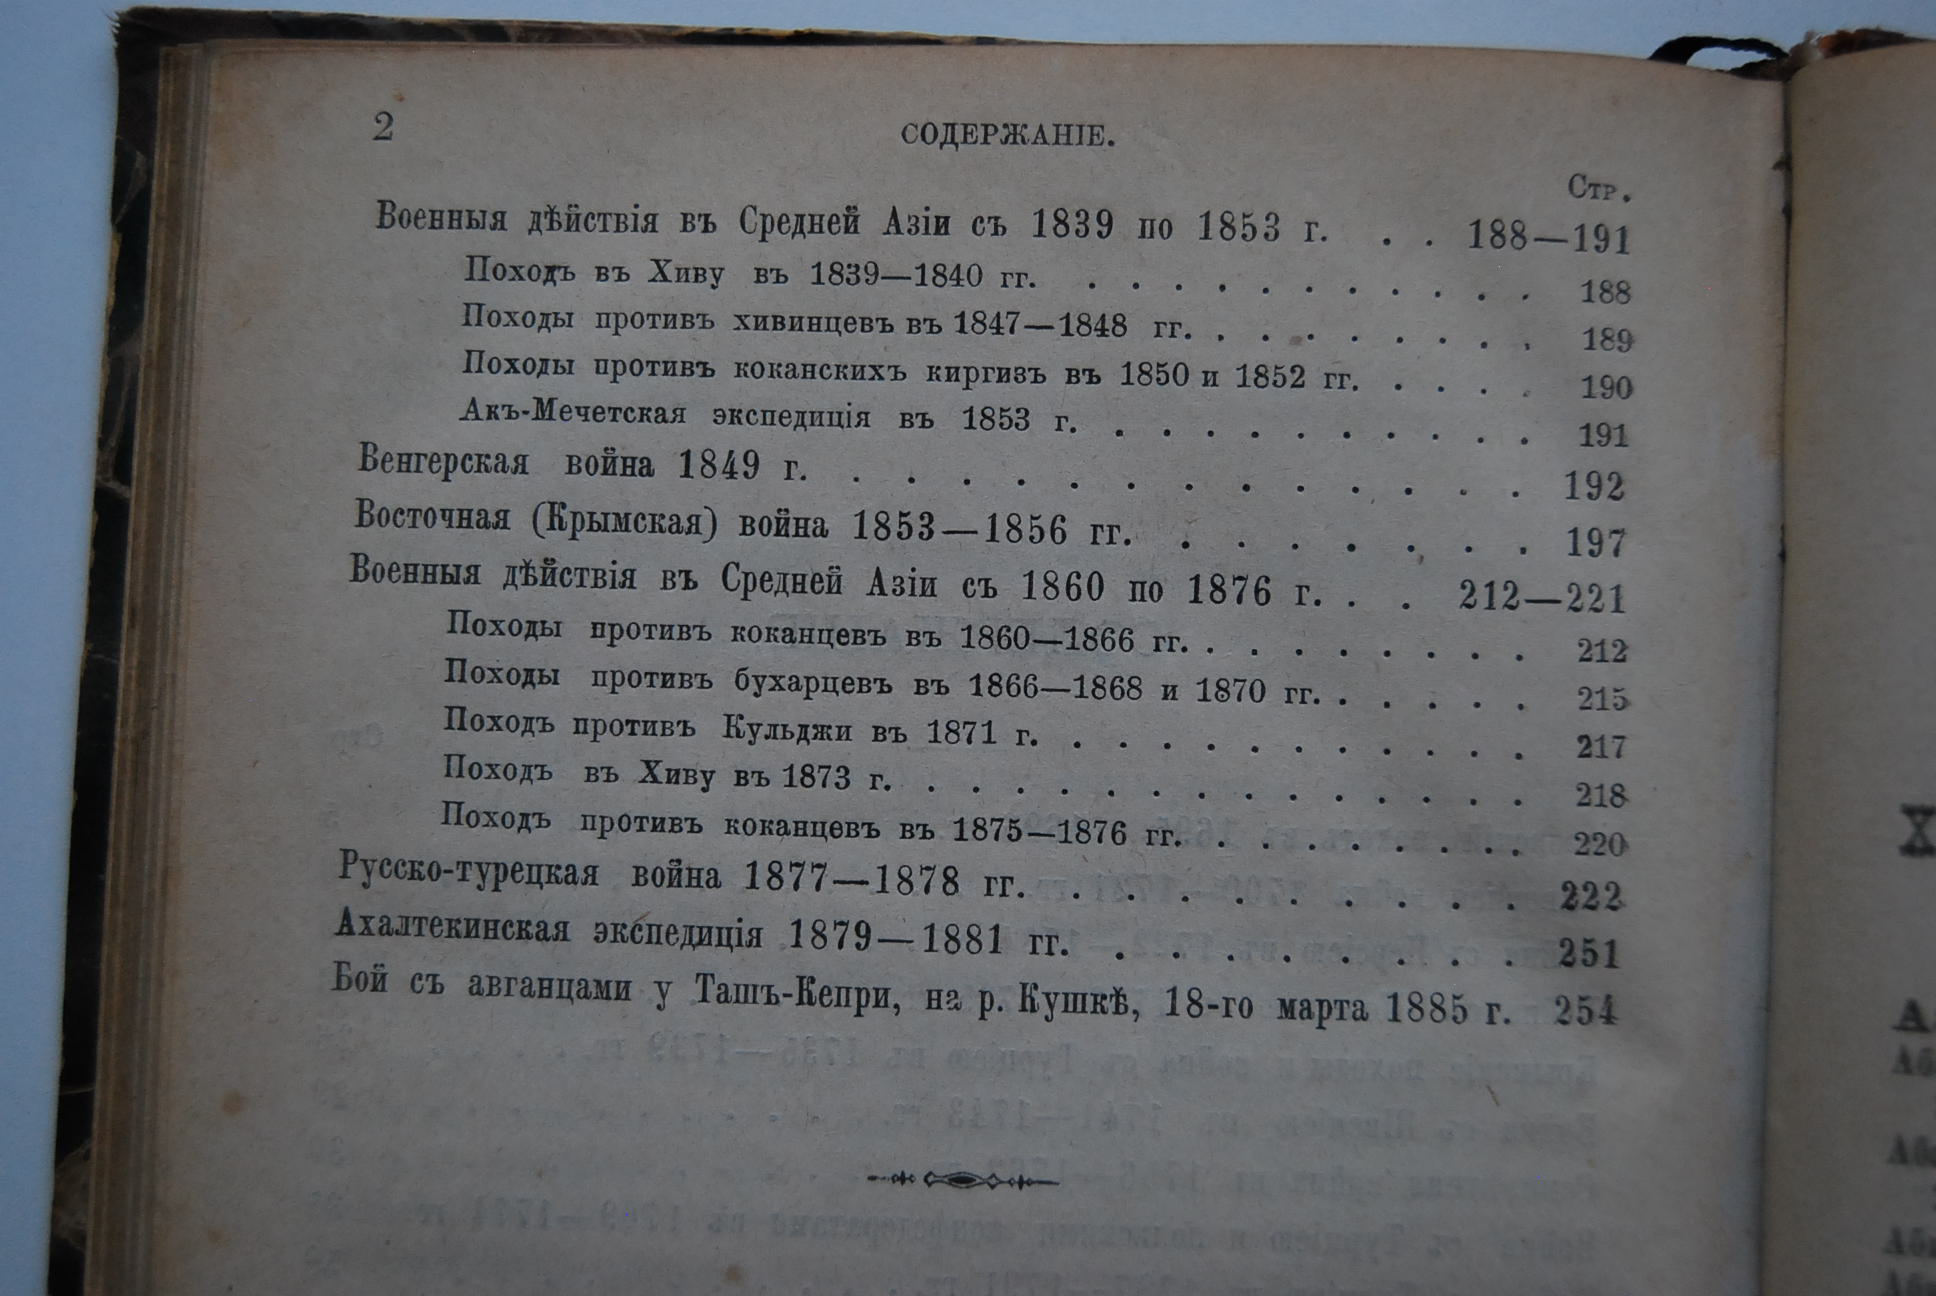 2
СОДЕРЖАНІЕ.
Стр.
Военныя дѣйствія въ Средней Азіи съ 1839 по 1853 г. . . 188—191
Походъ въ Хиву въ 1839—1840 гг. . . . . . . . . . . . 188
Походы противъ хивинцевъ въ 1847—1848 гг. . . . . . . . . 189
Походы противъ коканскихъ киргизъ въ 1850 и 1852 гг. . . . . 190
Акъ-Мечетская экспедиція въ 1853 г. . . . . . . . . . . 191
Венгерская война 1849 г. . . . . . . . . . . . . . 192
Восточная (Крымская) война 1853—1856 гг. . . . . . . . 197
Военныя дѣйствія въ Средней Азіи съ 1860 по 1876 г. . . 212—221
Походы противъ коканцевъ въ 1860—1866 гг. . . . . . . . . 212
Походы противъ бухарцевъ въ 1866—1868 и 1870 гг. . . . . . 215
Походъ противъ Кульджи въ 1871 г. . . . . . . . . . . . 217
Походъ въ Хиву въ 1873 г. . . . . . . . . . . . . . . 218
Походъ противъ коканцевъ въ 1875—1876 гг. . . . . . . . . 220
Русско-турецкая война 1877—1878 гг. . . . . . . . . . 222
Ахалтекинская экспедиція 1879—1881 гг. . . . . . . . . 251
Бой съ авганцами у Ташъ-Кепри, на р. Кушкѣ, 18-го марта 1885 г. 254